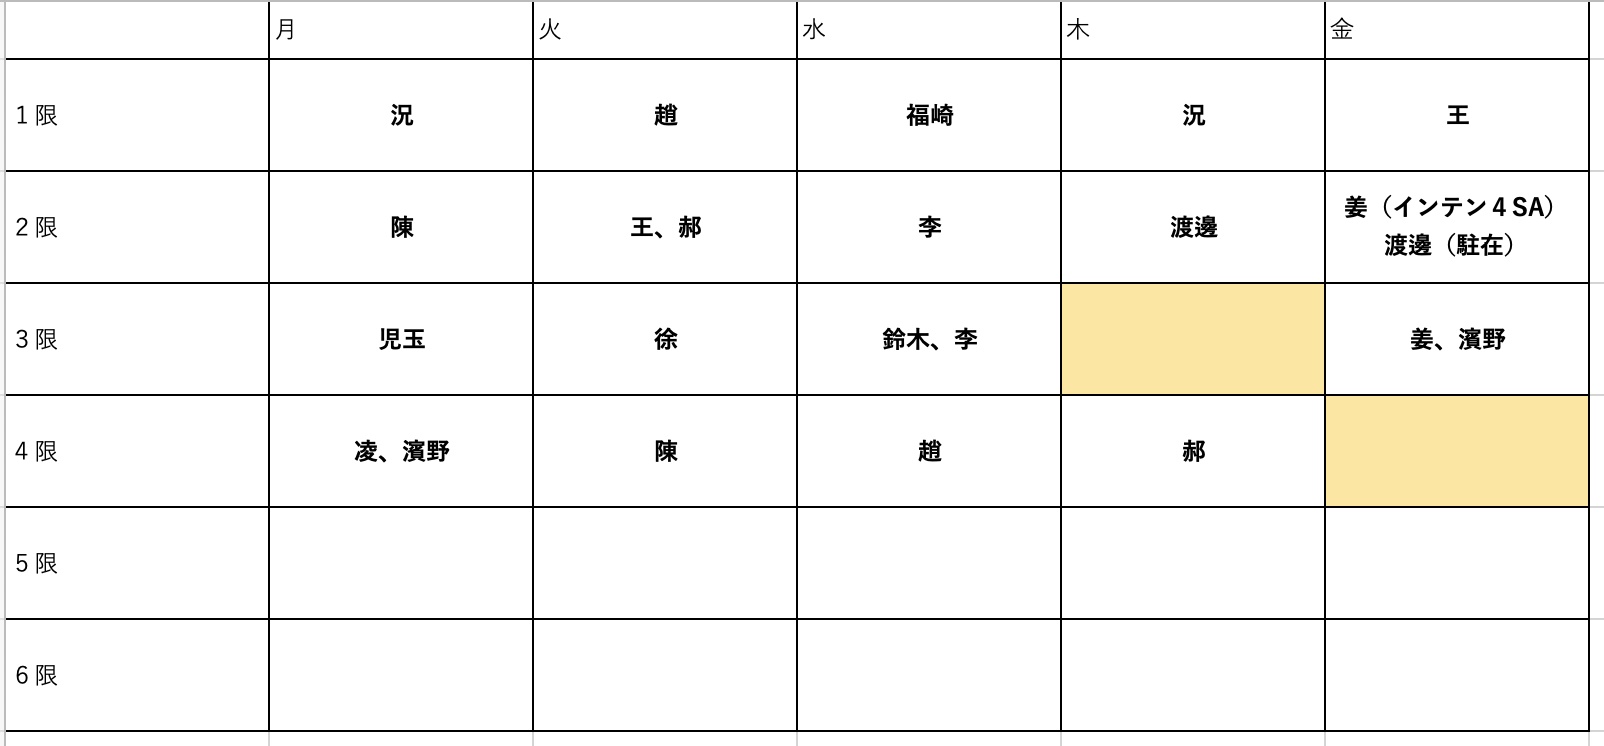 月 火 水 木 金
1 限 況 趙 福崎 況 王
2 限 陳 王、郝 李 渡邊 姜（インテン 4 SA）
渡邊（駐在）
3 限 児玉 徐 鈴木、李 姜、濱野
4 限 凌、濱野 陳 趙 郝
5 限
6 限